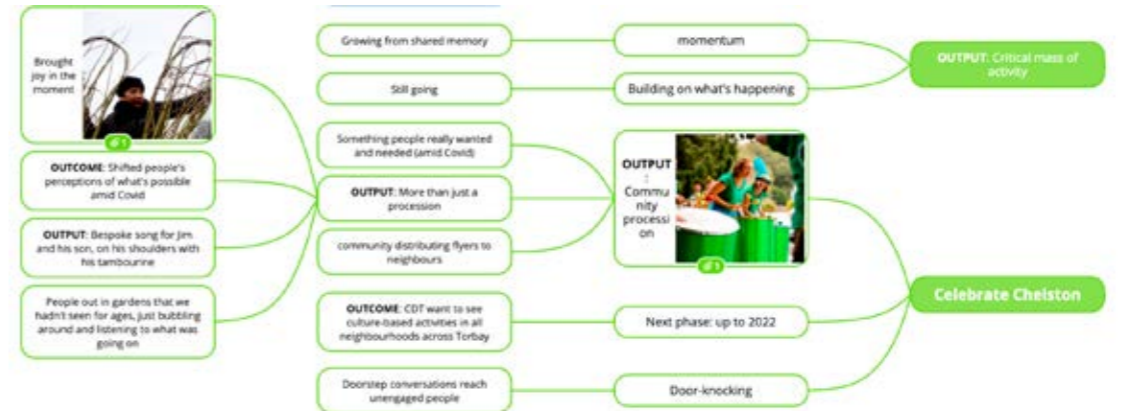 Brought
joy in the
moment
1
OUTCOME: Shifted people's
perceptions of what's possible
amid Covid
OUTPUT: Bespoke song for Jim
and his son, on his shoulders with
his tambourine
People out in gardens that we
hadn't seen for ages, just bubbling
around and listening to what was
going on
Growing from shared memory
Still going
Something people really wanted
and needed (amid Covid)
OUTPUT: More than just a
procession
community distributing flyers to
neighbours
OUTCOME: CDT want to see
culture-based activities in all
neighbourhoods across Torbay
Doorstep conversations reach
unengaged people
momentum
Building on what's happening
OUTPUT
:
Commu
nity
processi
on
Next phase: up to 2022
Door-knocking
OUTPUT: Critical mass of
activity
Celebrate Chelston